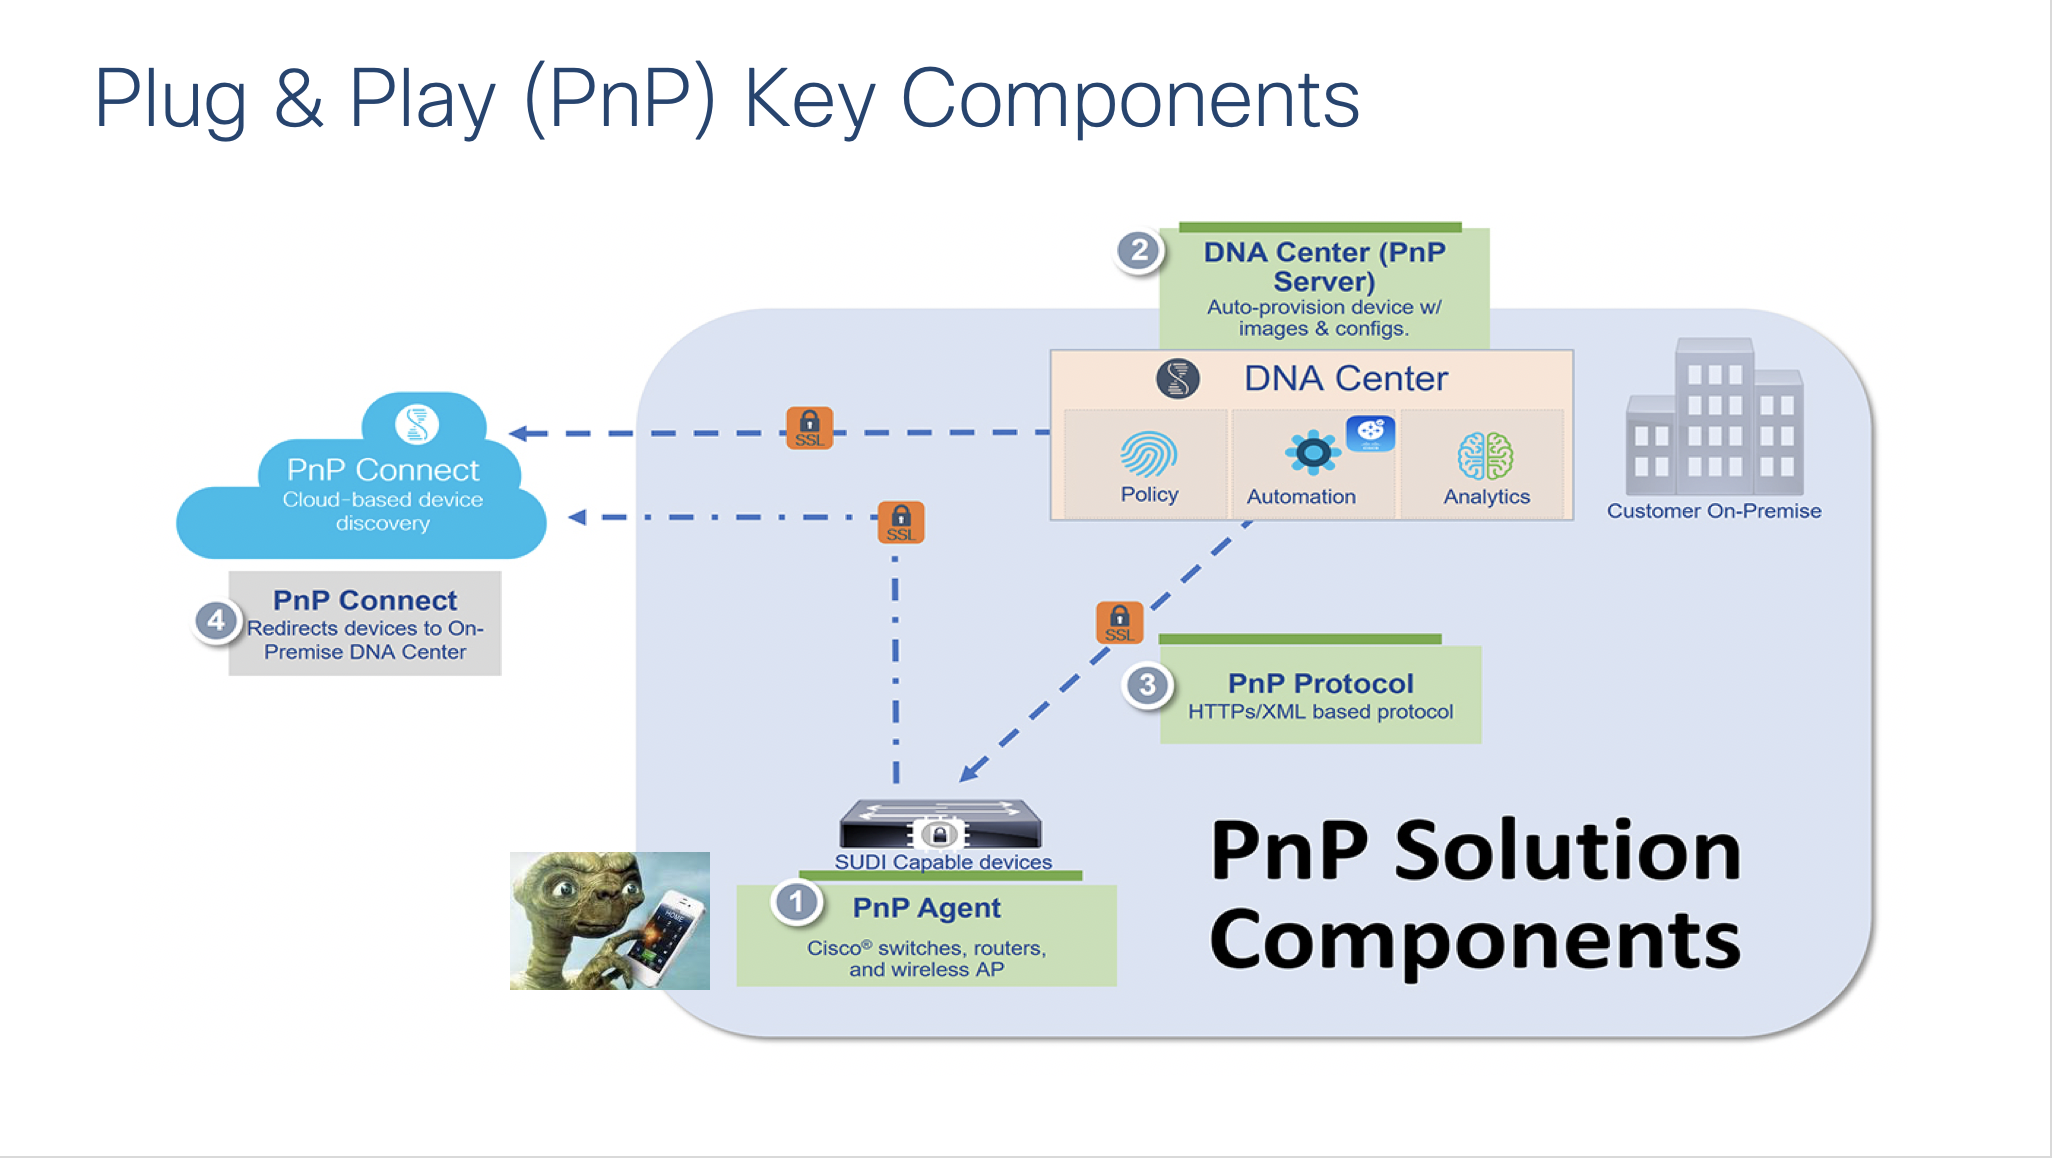 Plug & Play (PnP) Key Components
2
DNA Center (PnP
Server)
Auto-provision device w/
images & configs.
DNA Center
Policy
Automation
Analytics
Customer On-Premise
SSL
SSL
SSL
PnP Connect
Cloud-based device
discovery
4
PnP Connect
Redirects devices to On-
Premise DNA Center
3
PnP Protocol
HTTPs/XML based protocol
SUDI Capable devices
1
PnP Agent
Cisco® switches, routers,
and wireless AP
HOME
PnP Solution
Components